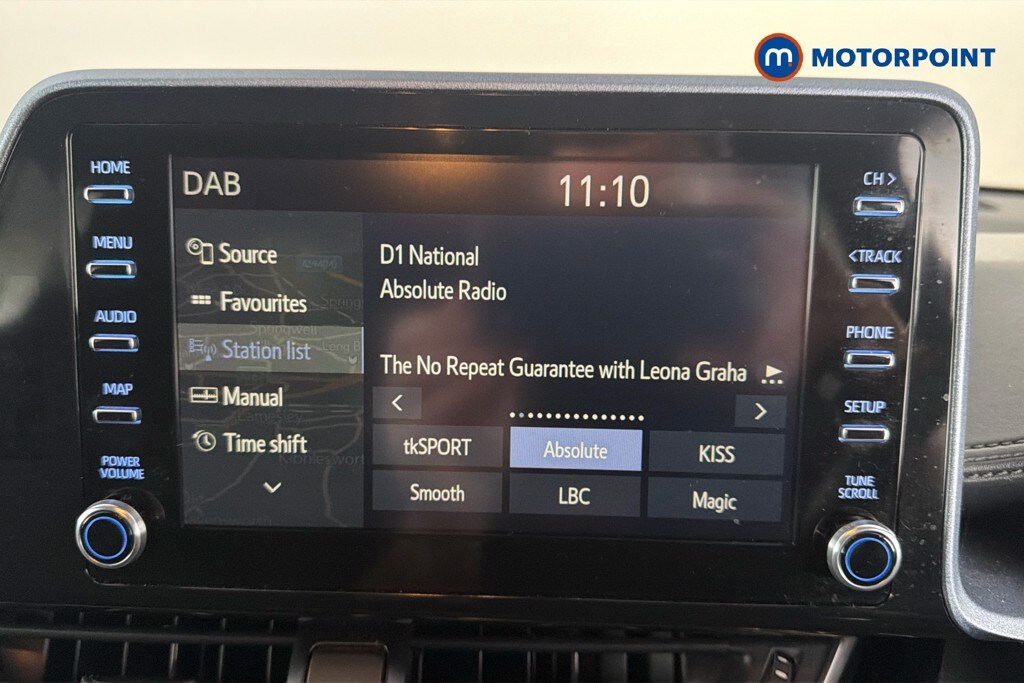 m.
MOTORPOINT
HOME
MENU
AUDIO
MAP
POWER
VOLUME
DAB
11:10
Source
Favourites
Station list
Manual
Time shift
D1 National
Absolute Radio
The No Repeat Guarantee with Leona Graha
<
>
tkSPORT
Absolute
KISS
Smooth
LBC
Magic
CH>
<TRACK
PHONE
SETUP
TUNE
SCROLL
Springwell